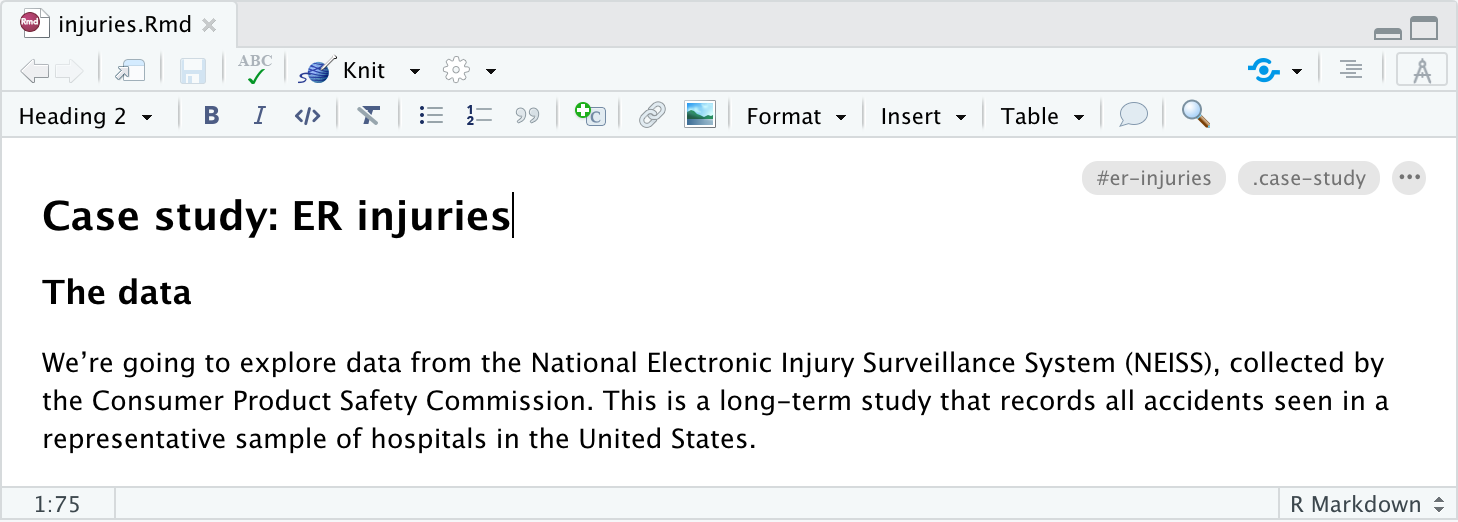 Rmd injuries.Rmd
ABC Knit
Heading 2 B I </> Format Insert Table
#er-injuries .case-study
Case study: ER injuries
The data
We’re going to explore data from the National Electronic Injury Surveillance System (NEISS), collected by
the Consumer Product Safety Commission. This is a long-term study that records all accidents seen in a
representative sample of hospitals in the United States.
1:75 R Markdown